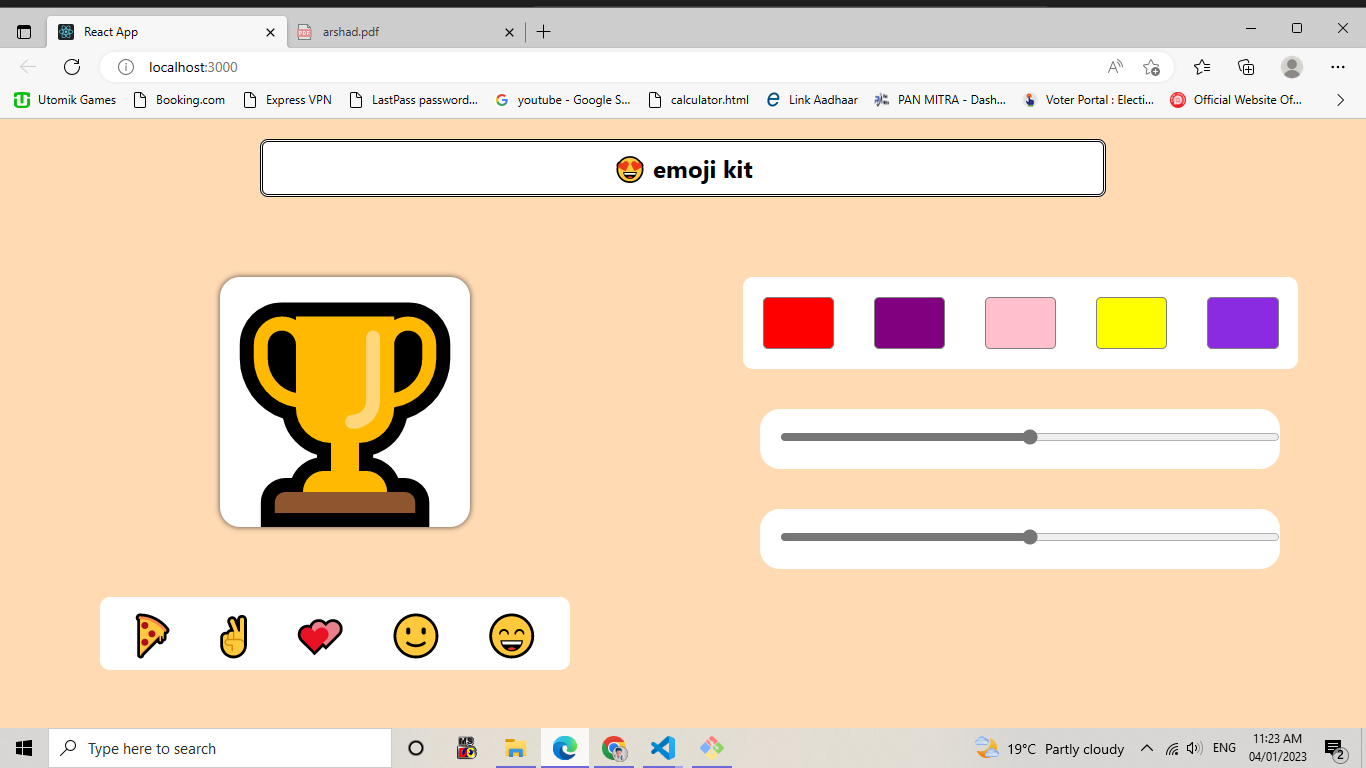 React App
arshad.pdf
localhost:3000
Utomik Games
Booking.com
Express VPN
LastPass password...
youtube - Google S...
calculator.html
Link Aadhaar
PAN MITRA - Dash...
Voter Portal : Electi...
Official Website Of...
😍 emoji kit
Type here to search
19°C Partly cloudy
ENG
11:23 AM
04/01/2023
2